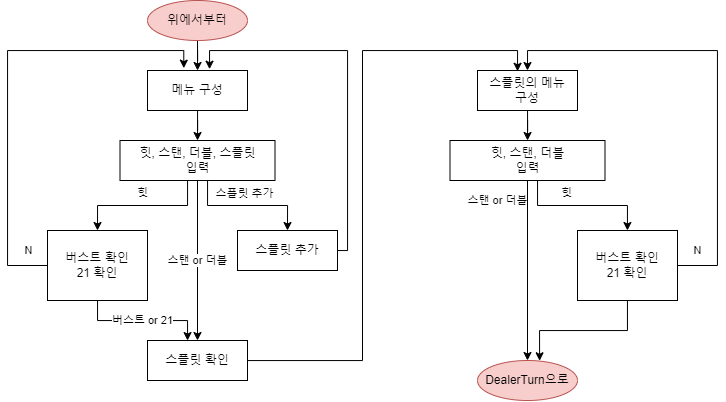 위에서부터
메뉴 구성
힛, 스탠, 더블, 스플릿
입력
힛
스플릿 추가
버스트 확인
21 확인
스플릿 추가
N
스탠 or 더블
버스트 or 21
스플릿 확인
스플릿의 메뉴
구성
힛, 스탠, 더블
입력
스탠 or 더블
힛
버스트 확인
21 확인
N
DealerTurn으로